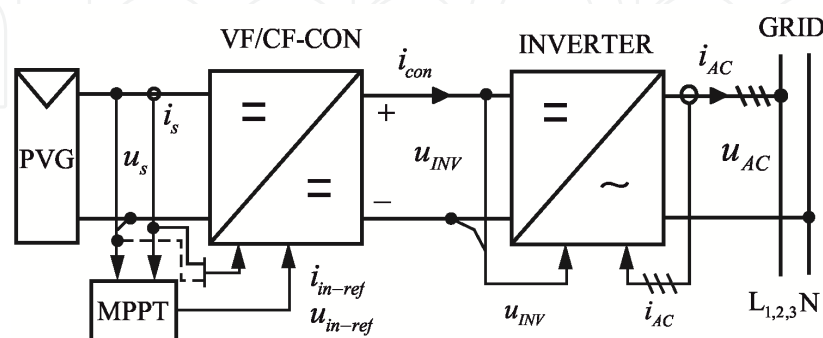 VF/CF-CON
INVERTER
GRID
i_con
i_AC
i_s
+
=
=
PVG
u_s
u_INV
u_AC
=
~
−
i_in−ref
u_in−ref
MPPT
u_INV
i_AC
L_1,2,3 N